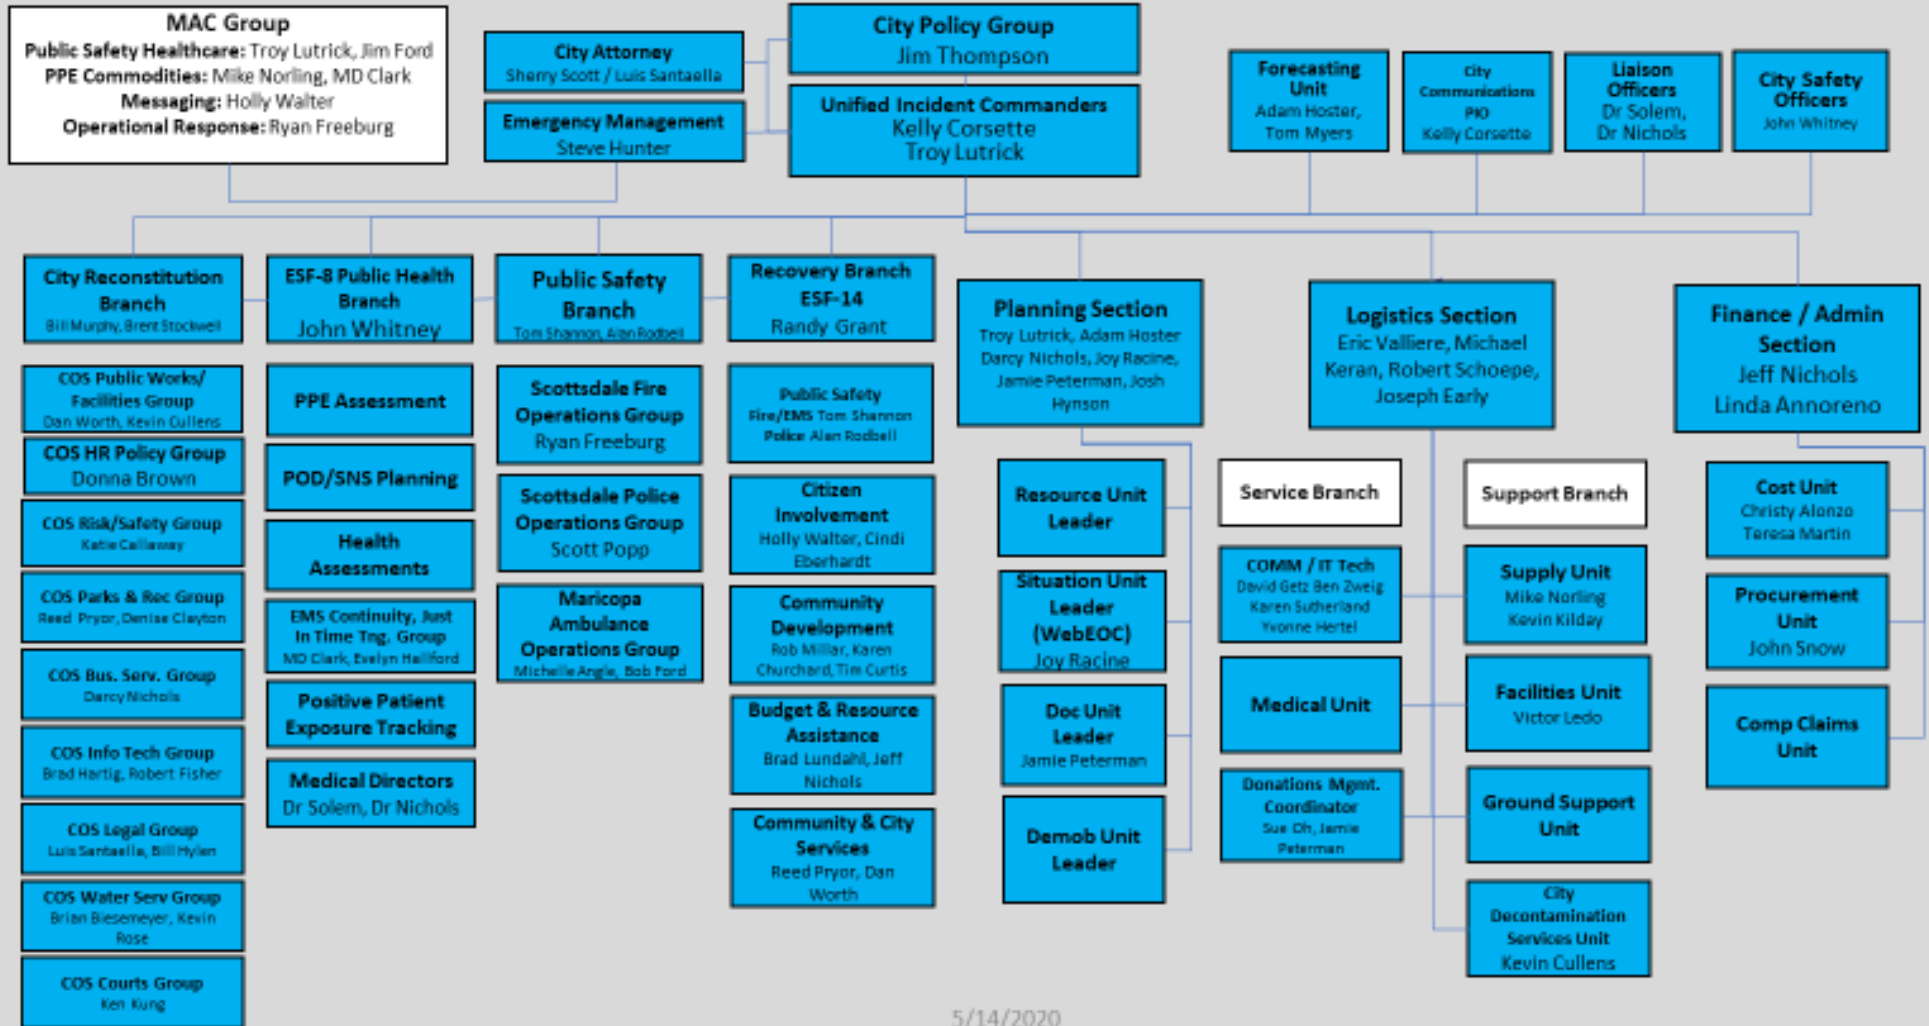 MAC Group
Public Safety Healthcare: Troy Lutrick, Jim Ford
PPE Commodities: Mike Norling, MD Clark
Messaging: Holly Walter
Operational Response: Ryan Freeburg
City Attorney
Sherry Scott / Luis Santaella
Emergency Management
Steve Hunter
City Policy Group
Jim Thompson
Unified Incident Commanders
Kelly Corsette
Troy Lutrick
Forecasting
Unit
Adam Hoster,
Tom Myers
City
Communications
PIO
Kelly Corsette
Liaison
Officers
Dr Solem,
Dr Nichols
City Safety
Officers
John Whitney
City Reconstitution
Branch
Bill Murphy, Brent Stockwell
COS Public Works/
Facilities Group
Dan Worth, Kevin Cullens
COS HR Policy Group
Donna Brown
COS Risk/Safety Group
Katie Callaway
COS Parks & Rec Group
Reed Pryor, Denise Clayton
COS Bus. Serv. Group
Darcy Nichols
COS Info Tech Group
Brad Hartig, Robert Fisher
COS Legal Group
Luis Santaella, Bill Hylen
COS Water Serv Group
Brian Biesemeyer, Kevin
Rose
COS Courts Group
Ken Kung
ESF-8 Public Health
Branch
John Whitney
PPE Assessment
POD/SNS Planning
Health
Assessments
EMS Continuity, Just
In Time Tng. Group
MD Clark, Evelyn Hailford
Positive Patient
Exposure Tracking
Medical Directors
Dr Solem, Dr Nichols
Public Safety
Branch
Tom Shannon, Alan Rodbell
Scottsdale Fire
Operations Group
Ryan Freeburg
Scottsdale Police
Operations Group
Scott Popp
Maricopa
Ambulance
Operations Group
Michelle Angle, Bob Ford
Recovery Branch
ESF-14
Randy Grant
Public Safety
Fire/EMS Tom Shannon
Police Alan Rodbell
Citizen
Involvement
Holly Walter, Cindi
Eberhardt
Community
Development
Rob Millar, Karen
Churchard, Tim Curtis
Budget & Resource
Assistance
Brad Lundahl, Jeff
Nichols
Community & City
Services
Reed Pryor, Dan
Worth
Planning Section
Troy Lutrick, Adam Hoster
Darcy Nichols, Joy Racine,
Jamie Peterman, Josh
Hynson
Resource Unit
Leader
Situation Unit
Leader
(WebEOC)
Joy Racine
Doc Unit
Leader
Jamie Peterman
Demob Unit
Leader
Logistics Section
Eric Valliere, Michael
Keran, Robert Schoepe,
Joseph Early
Service Branch
COMM / IT Tech
David Getz Ben Zweig
Karen Sutherland
Yvonne Hertel
Medical Unit
Donations Mgmt.
Coordinator
Sue Oh, Jamie
Peterman
Support Branch
Supply Unit
Mike Norling
Kevin Kilday
Facilities Unit
Victor Ledo
Ground Support
Unit
City
Decontamination
Services Unit
Kevin Cullens
Finance / Admin
Section
Jeff Nichols
Linda Annoreno
Cost Unit
Christy Alonzo
Teresa Martin
Procurement
Unit
John Snow
Comp Claims
Unit
5/14/2020